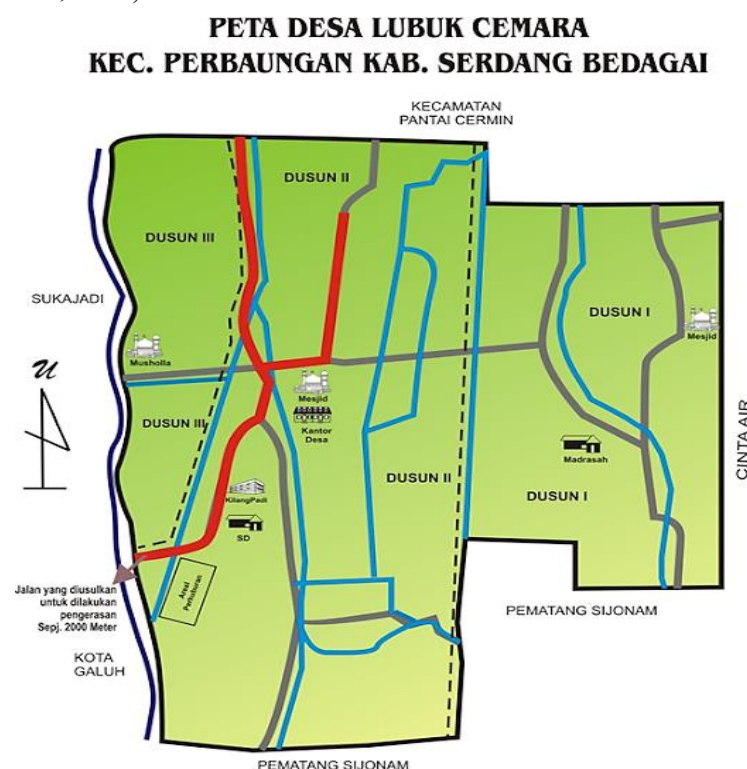 PETA DESA LUBUK CEMARA
KEC. PERBAUNGAN KAB. SERDANG BEDAGAI
KECAMATAN
PANTAI CERMIN
DUSUN II
DUSUN III
SUKAJADI
DUSUN I
Musholla
Mesjid
u
Mesjid
Kantor
Desa
DUSUN III
CINTA AIR
Madrasah
DUSUN II
DUSUN I
KilangPadi
SD
Jalan yang diusulkan
untuk dilakukan
pengerasan
Sepj. 2000 Meter
Areal
Perkuburan
PEMATANG SIJONAM
KOTA
GALUH
PEMATANG SIJONAM